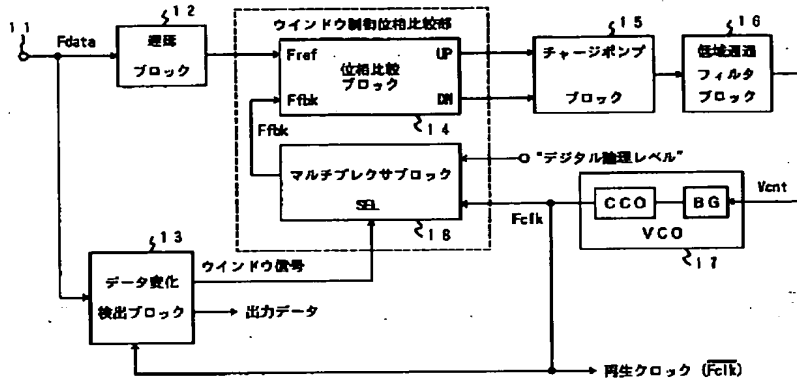 11
Fdata
12
遅延
ブロック
ウインドウ制御位相比較部
Fref
Ffbk
位相比較
ブロック
UP
DN
14
Ffbk
マルチプレクサブロック
SEL
18
"デジタル論理レベル"
15
チャージポンプ
ブロック
16
低域通過
フィルタ
ブロック
Vcnt
CCO
BG
VCO
17
Fclk
13
データ変化
検出ブロック
ウインドウ信号
出力データ
再生クロック (Fclk)